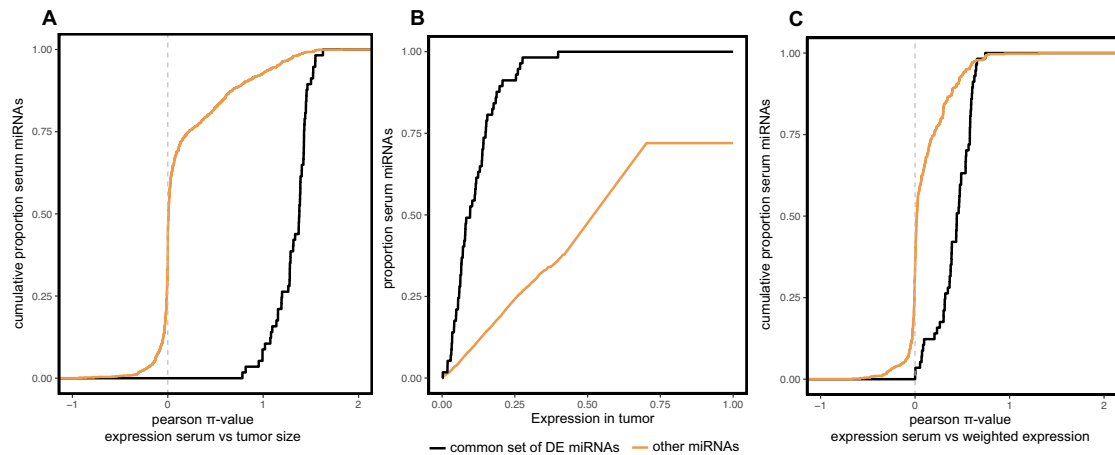 A
B
C
cumulative proportion serum miRNAs
1.00
0.75
0.50
0.25
0.00
-1
0
1
2
pearson π-value
expression serum vs tumor size
proportion serum miRNAs
1.00
0.75
0.50
0.25
0.00
0.00
0.25
0.50
0.75
1.00
Expression in tumor
cumulative proportion serum miRNAs
1.00
0.75
0.50
0.25
0.00
-1
0
1
2
pearson π-value
expression serum vs weighted expression
common set of DE miRNAs
other miRNAs